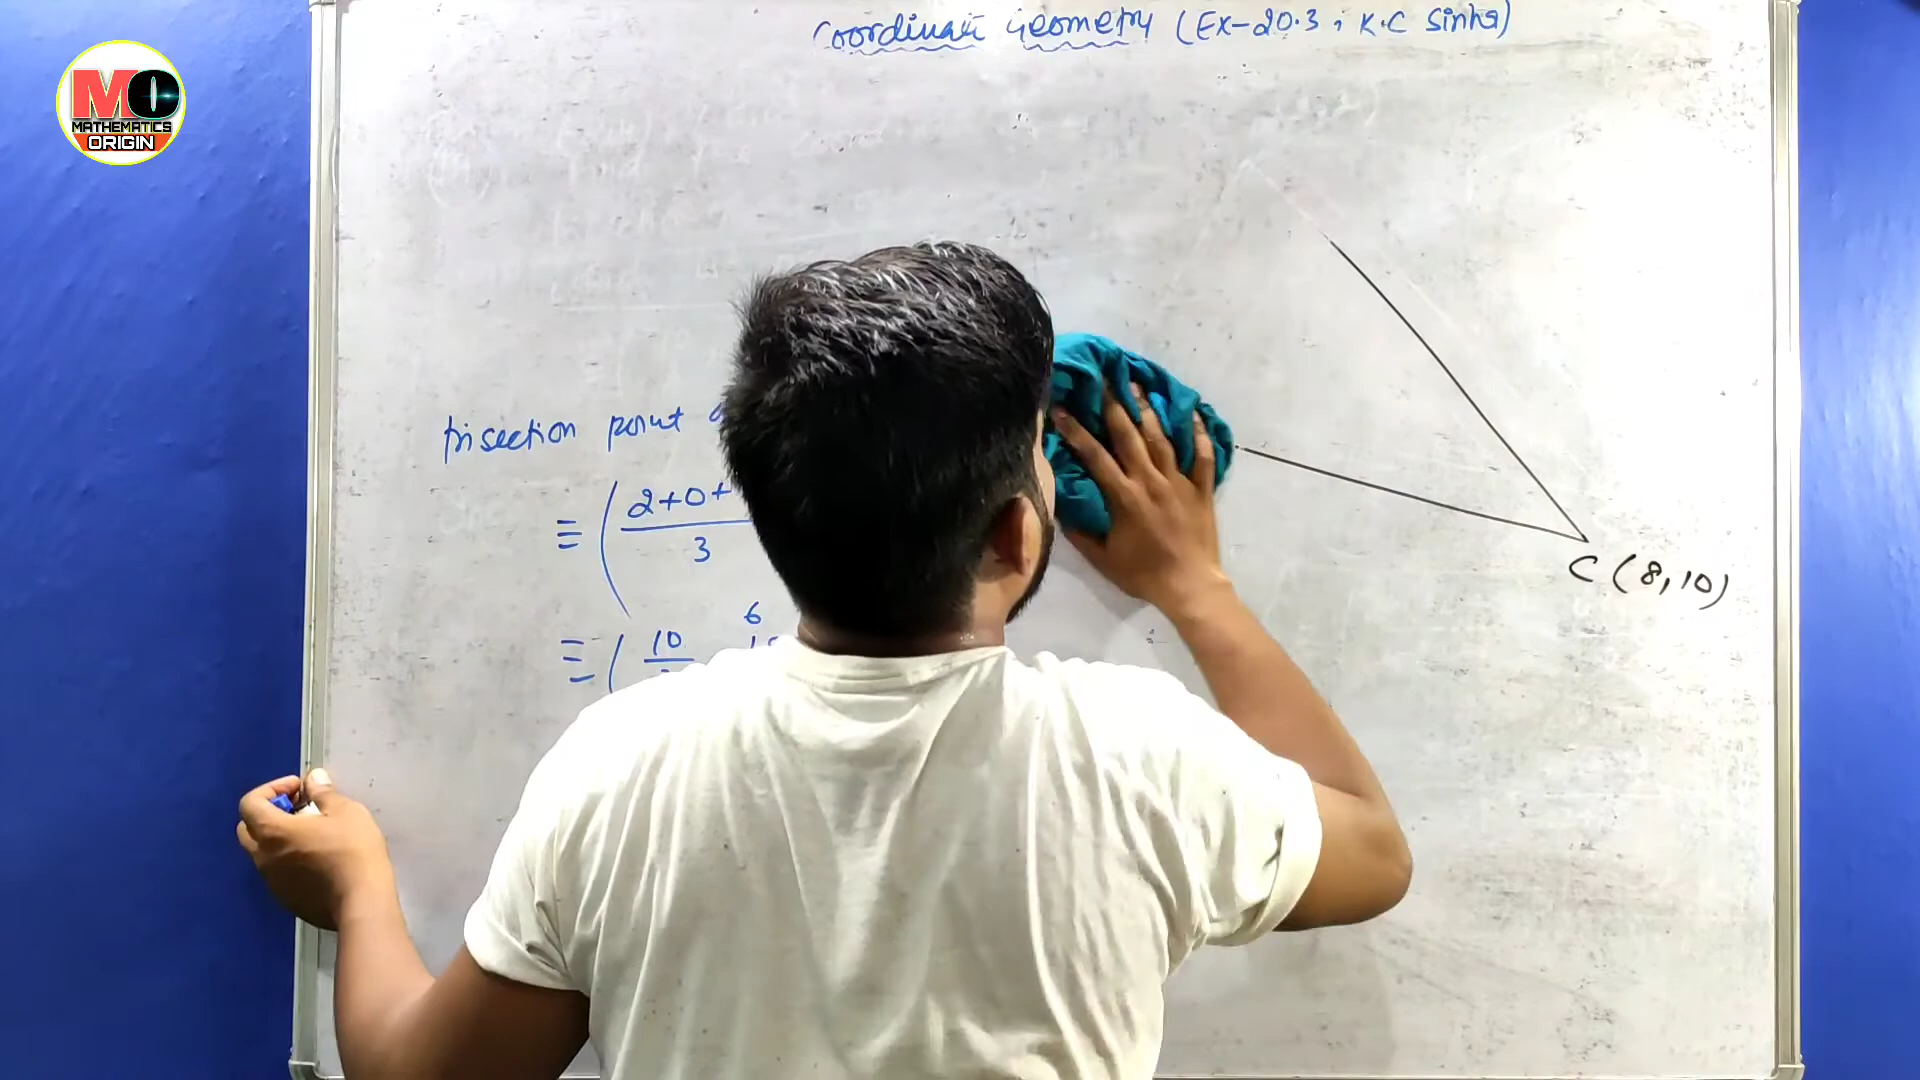 Coordinate Geometry (Ex-20.3, K.C Sinha)
MO
MATHEMATICS
ORIGIN
trisection point
≡ ( 2+0+
3
C (8,10)
6
≡ ( 10